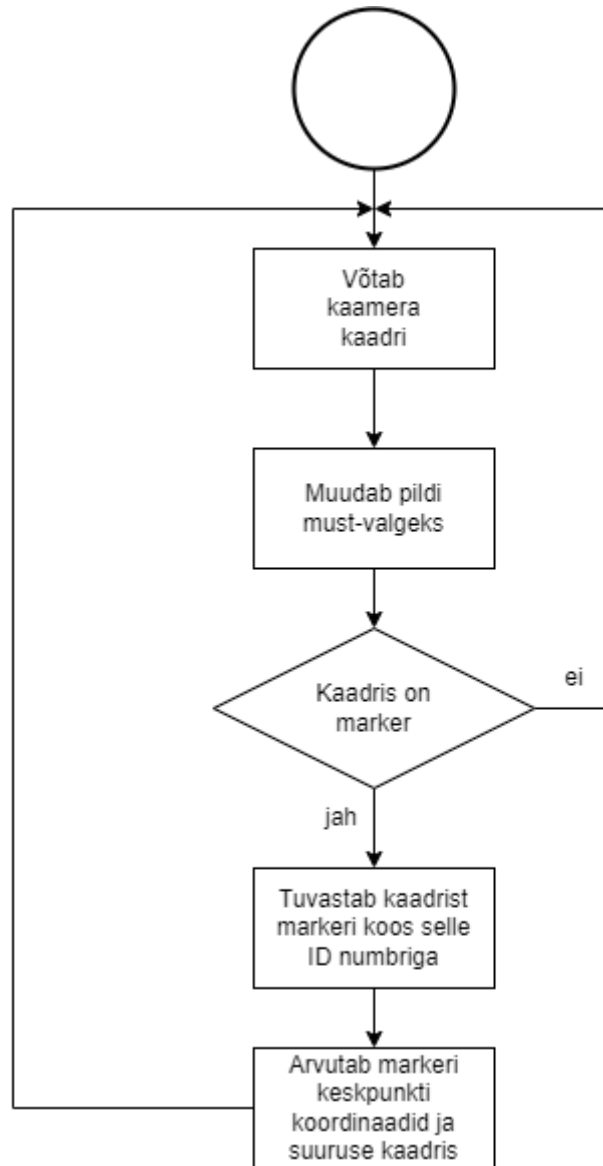 Võtab
kaamera
kaadri
Muudab pildi
must-valgeks
Kaadris on
marker
ei
jah
Tuvastab kaadrist
markeri koos selle
ID numbriga
Arvutab markeri
keskpunkti
koordinaadid ja
suuruse kaadris